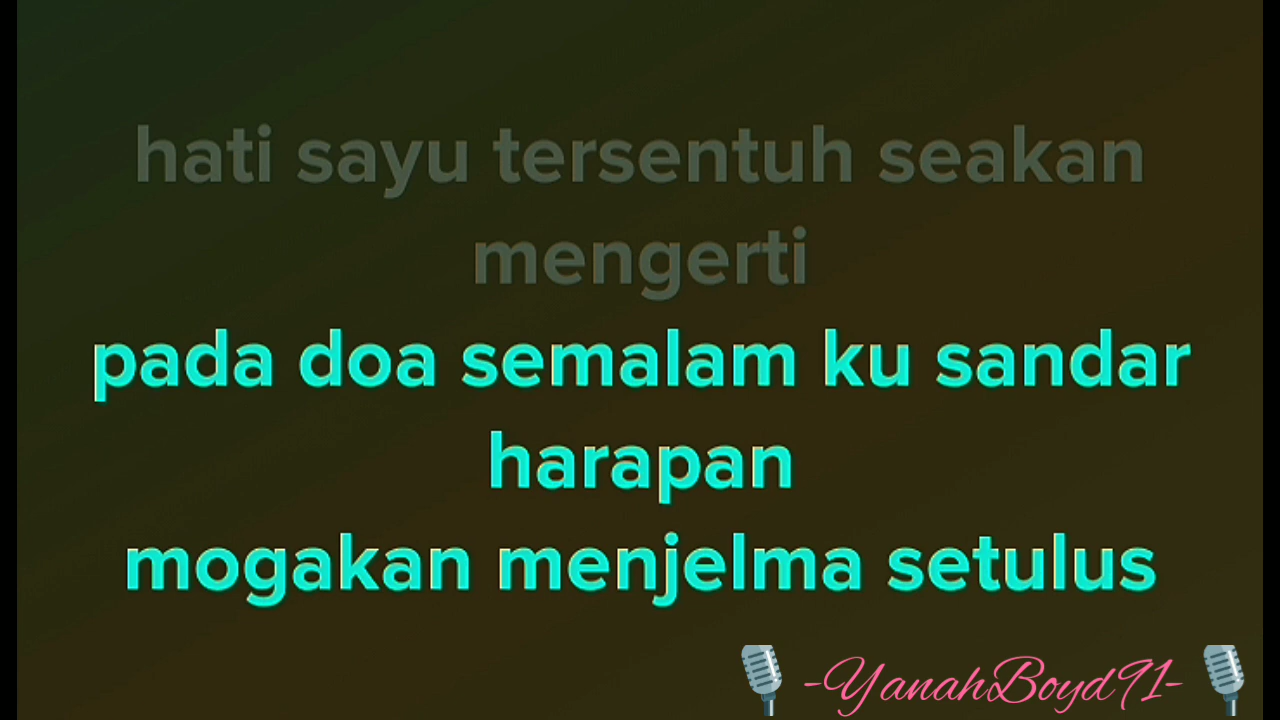 hati sayu tersentuh seakan
mengerti
pada doa semalam ku sandar
harapan
mogakan menjelma setulus
-YanahBoyd91-